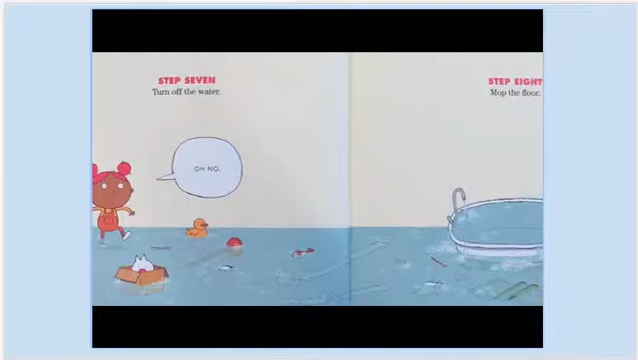 STEP SEVEN
Turn off the water.
OH NO.
STEP EIGHT
Mop the floor.